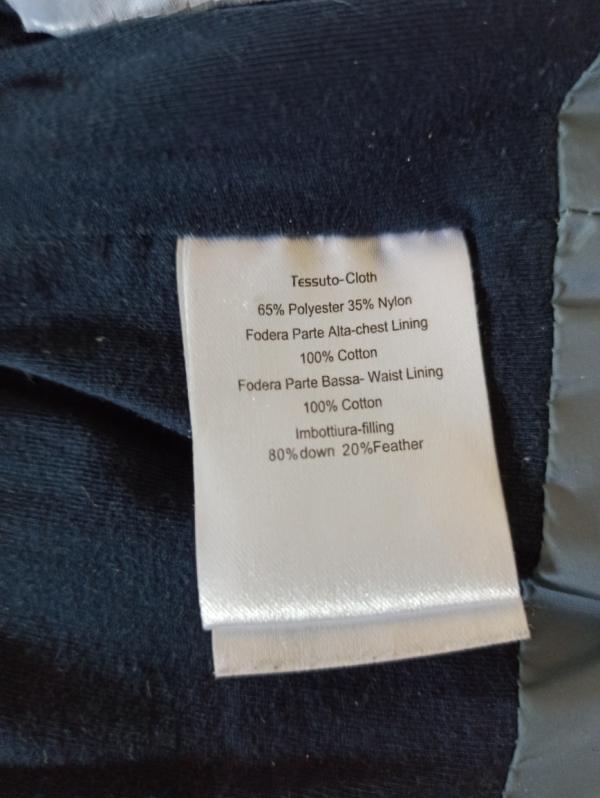 Tessuto-Cloth
65% Polyester 35% Nylon
Fodera Parte Alta-chest Lining
100% Cotton
Fodera Parte Bassa- Waist Lining
100% Cotton
Imbottiura-filling
80%down 20%Feather